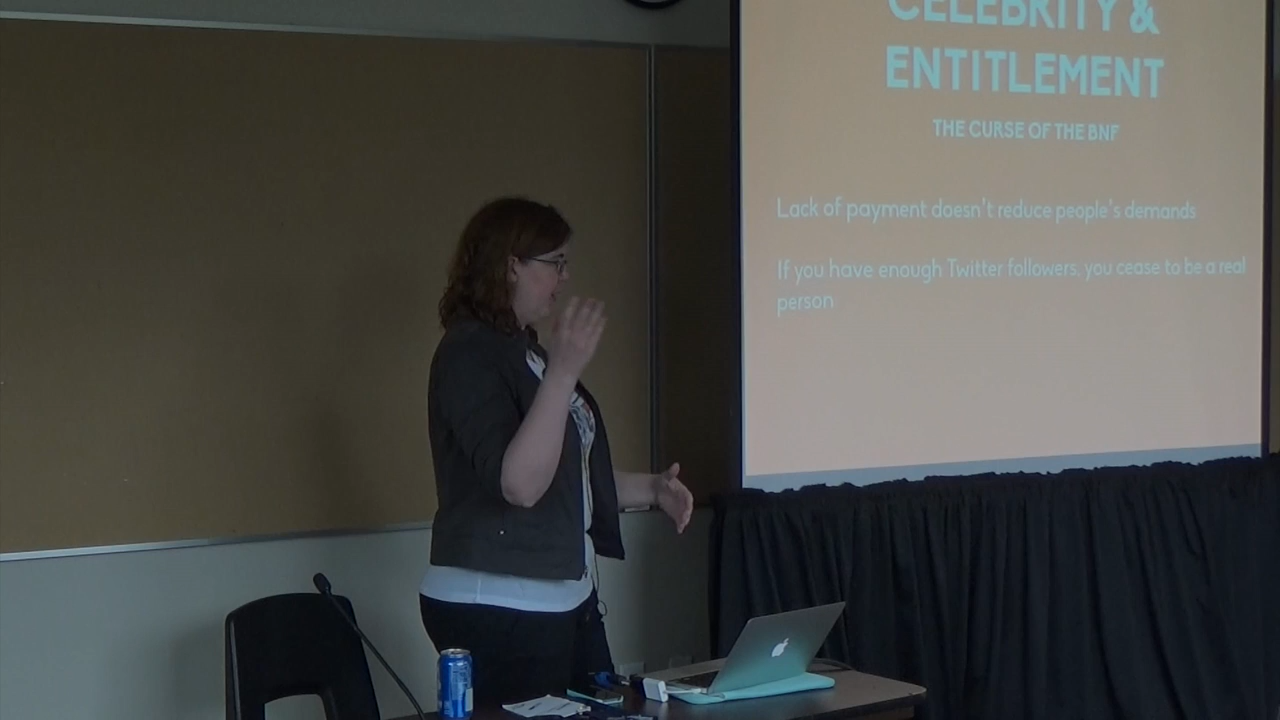 CELEBRITY &
ENTITLEMENT
THE CURSE OF THE BNF
Lack of payment doesn't reduce people's demands
If you have enough Twitter followers, you cease to be a real
person